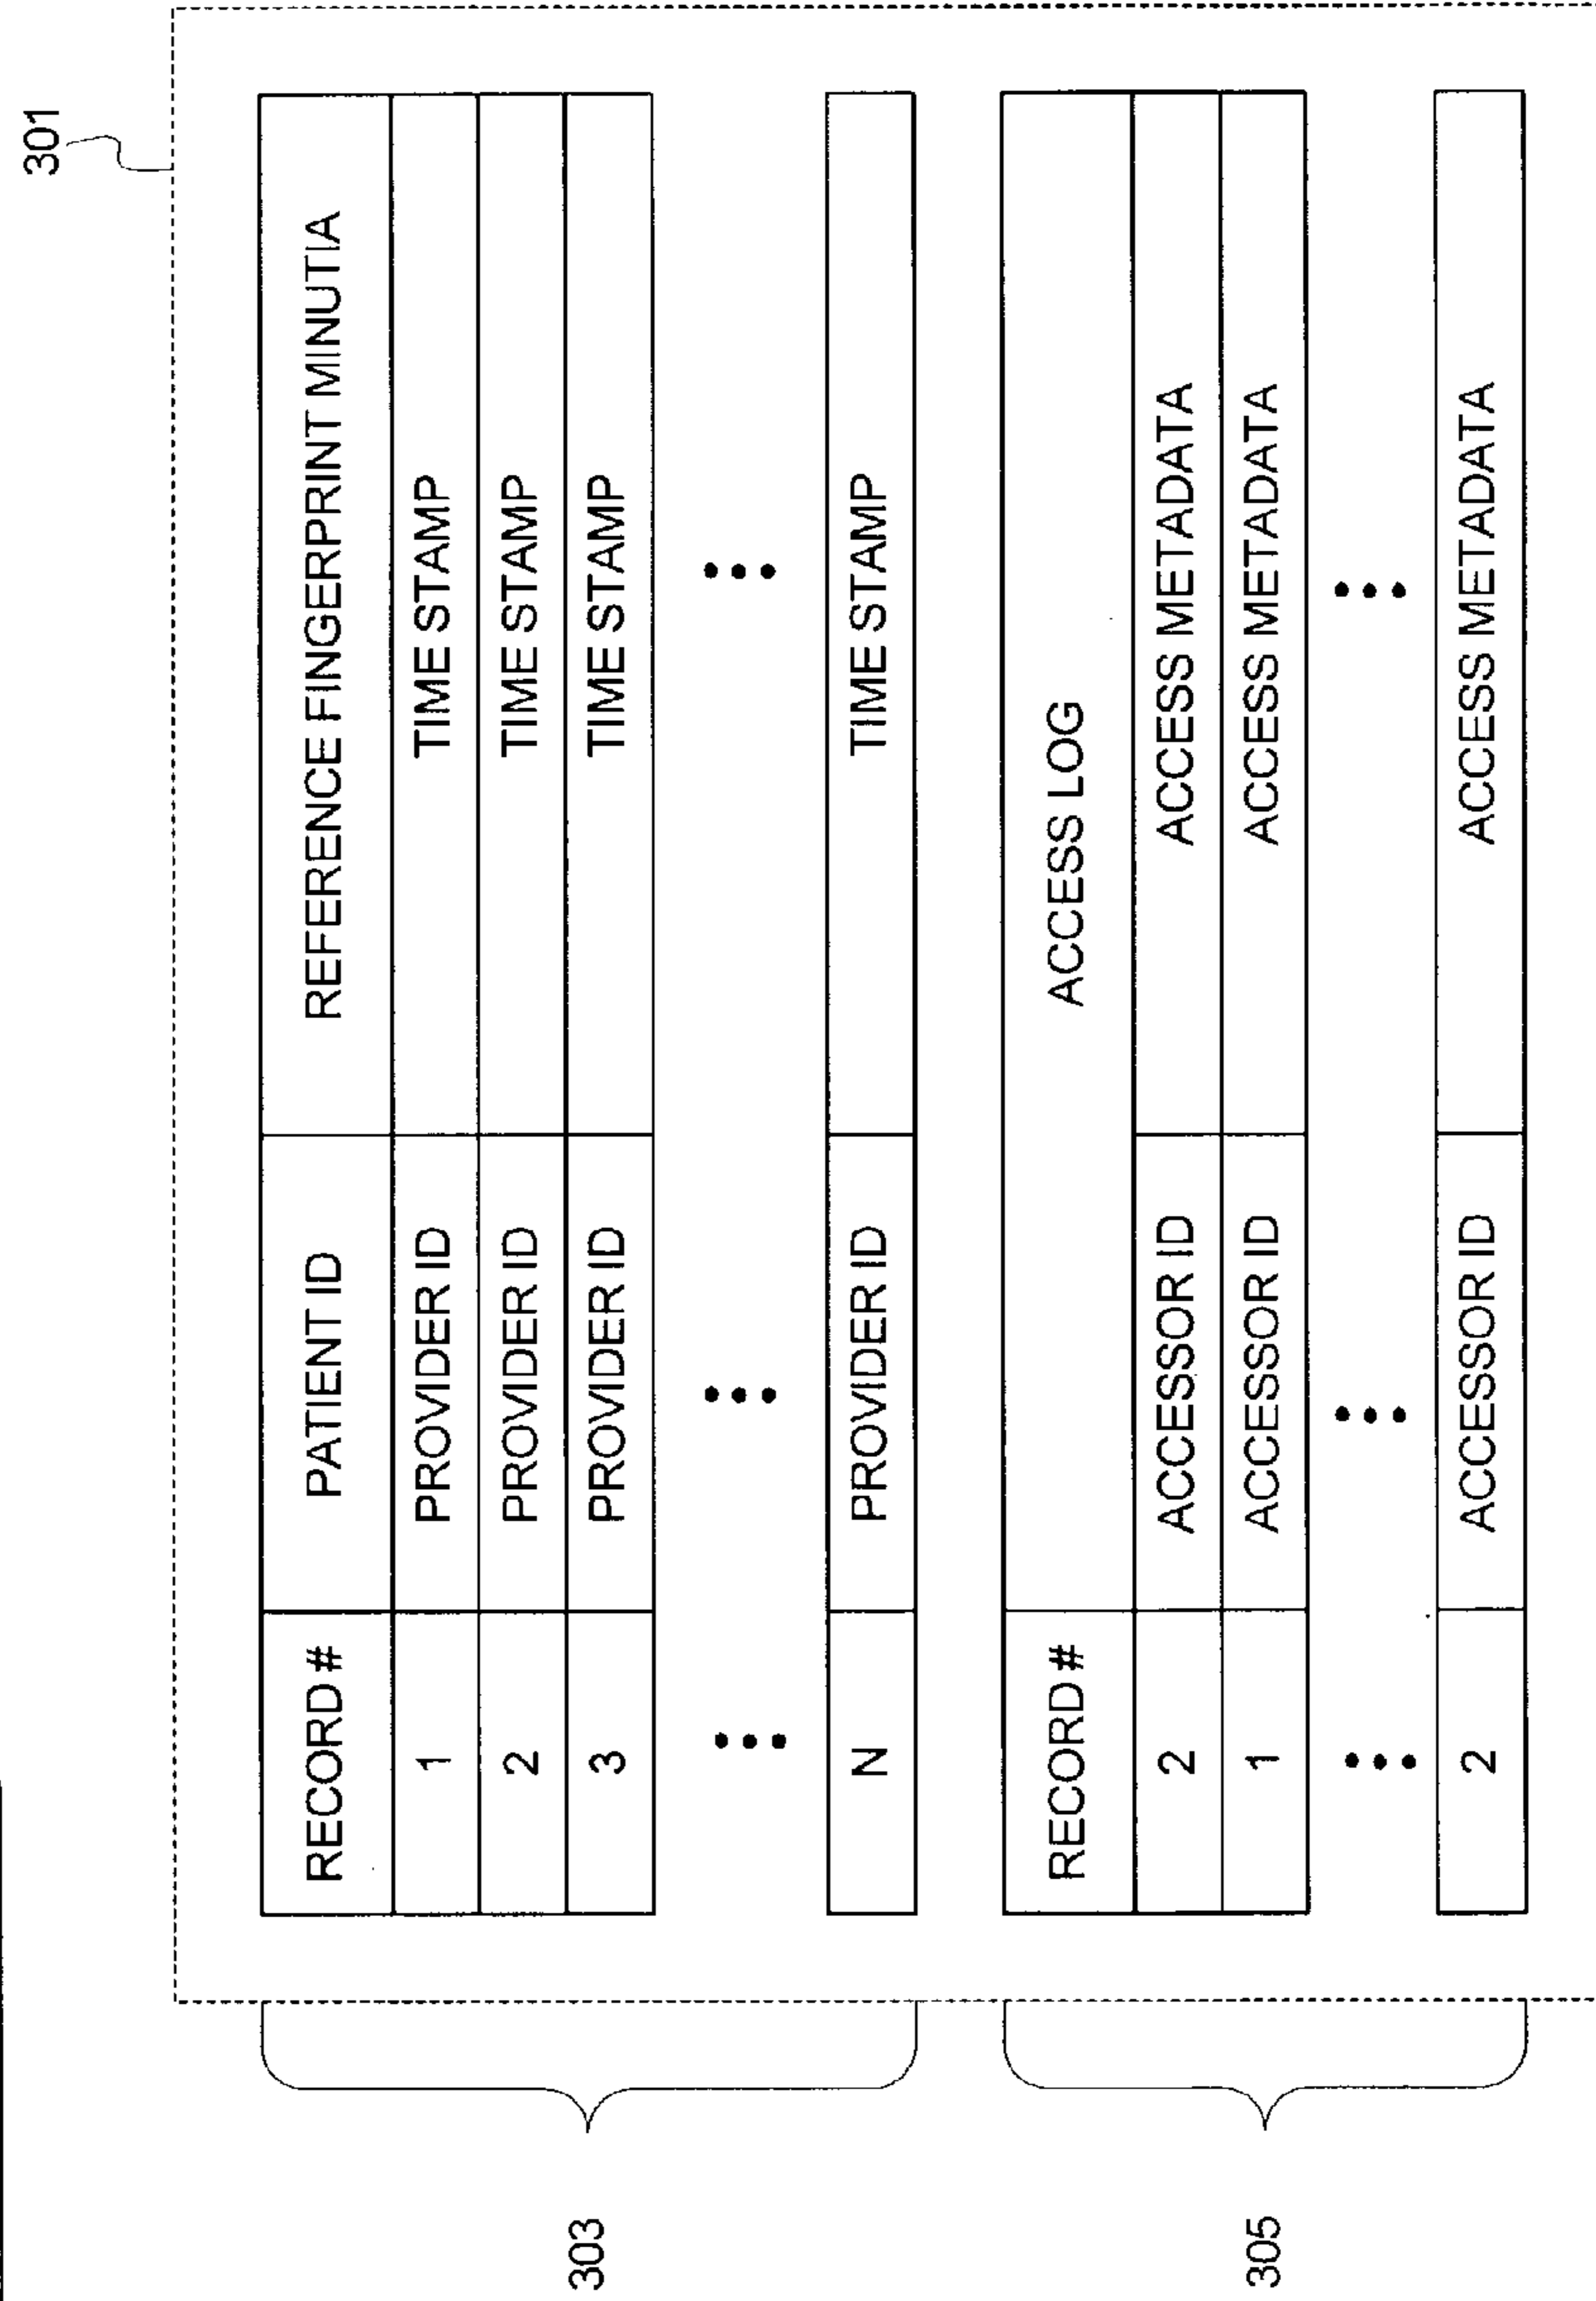 301
RECORD # PATIENT ID REFERENCE FINGERPRINT MINUTIA
1 PROVIDER ID TIME STAMP
2 PROVIDER ID TIME STAMP
3 PROVIDER ID TIME STAMP
••• ••• •••
N PROVIDER ID TIME STAMP
303
RECORD # ACCESS LOG
2 ACCESSOR ID ACCESS METADATA
1 ACCESSOR ID ACCESS METADATA
••• ••• •••
2 ACCESSOR ID ACCESS METADATA
305